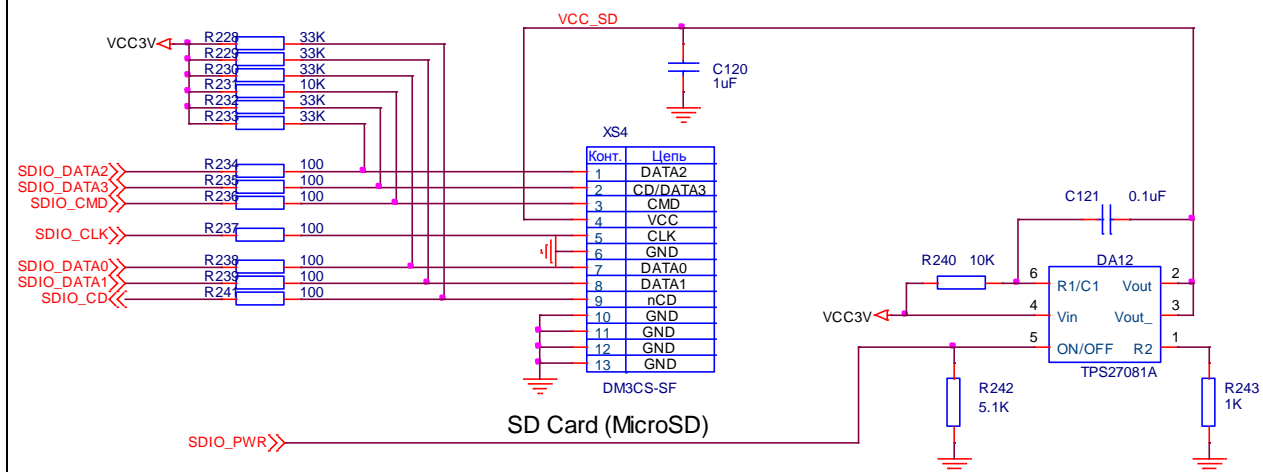 VCC_SD
VCC3V
R228 33K
R229 33K
R230 33K
R231 10K
R232 33K
R233 33K
C120
1uF
XS4
Конт. Цепь
1 DATA2
2 CD/DATA3
3 CMD
4 VCC
5 CLK
6 GND
7 DATA0
8 DATA1
9 nCD
10 GND
11 GND
12 GND
13 GND
DM3CS-SF
SDIO_DATA2 R234 100
SDIO_DATA3 R235 100
SDIO_CMD R236 100
SDIO_CLK R237 100
SDIO_DATA0 R238 100
SDIO_DATA1 R239 100
SDIO_CD R241 100
C121 0.1uF
R240 10K
DA12
6 R1/C1 Vout 2
VCC3V 4 Vin Vout_ 3
5 ON/OFF R2 1
TPS27081A
R242
5.1K
R243
1K
SD Card (MicroSD)
SDIO_PWR